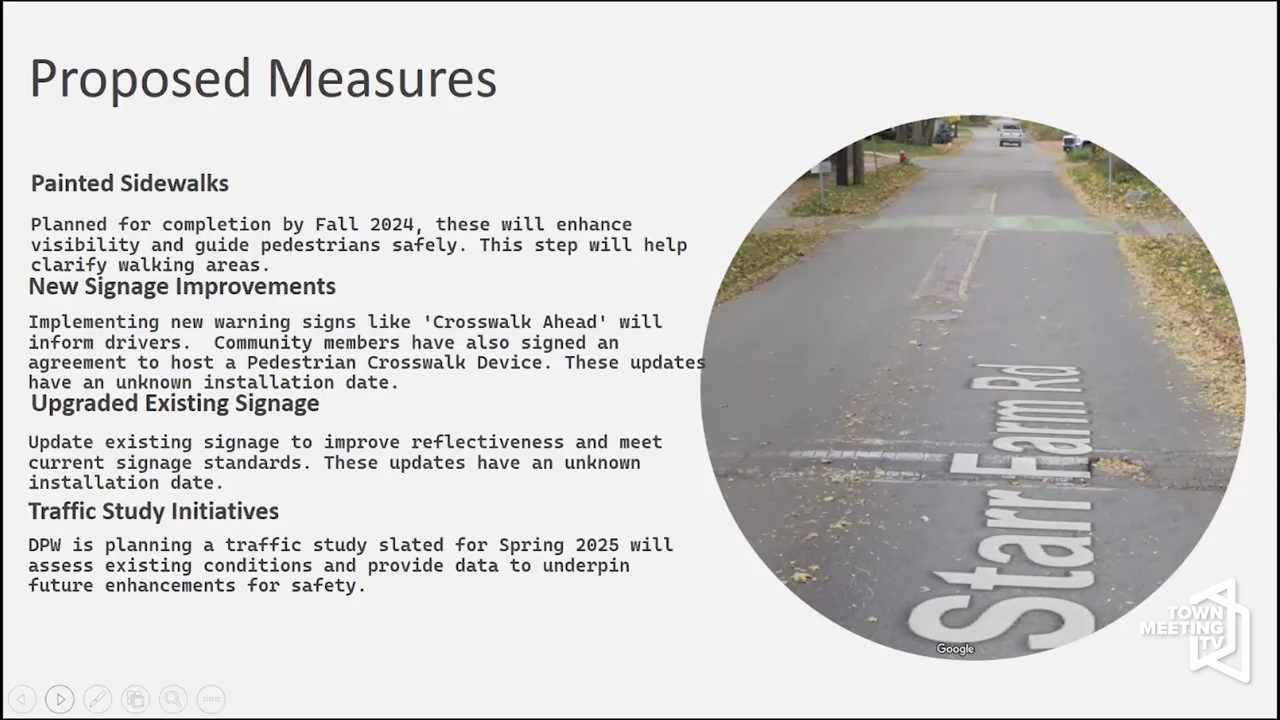 Proposed Measures
Painted Sidewalks
Planned for completion by Fall 2024, these will enhance
visibility and guide pedestrians safely. This step will help
clarify walking areas.
New Signage Improvements
Implementing new warning signs like 'Crosswalk Ahead' will
inform drivers.  Community members have also signed an
agreement to host a Pedestrian Crosswalk Device. These updates
have an unknown installation date.
Upgraded Existing Signage
Update existing signage to improve reflectiveness and meet
current signage standards. These updates have an unknown
installation date.
Traffic Study Initiatives
DPW is planning a traffic study slated for Spring 2025 will
assess existing conditions and provide data to underpin
future enhancements for safety.
Starr Farm Rd
Google
TOWN
MEETING
TV